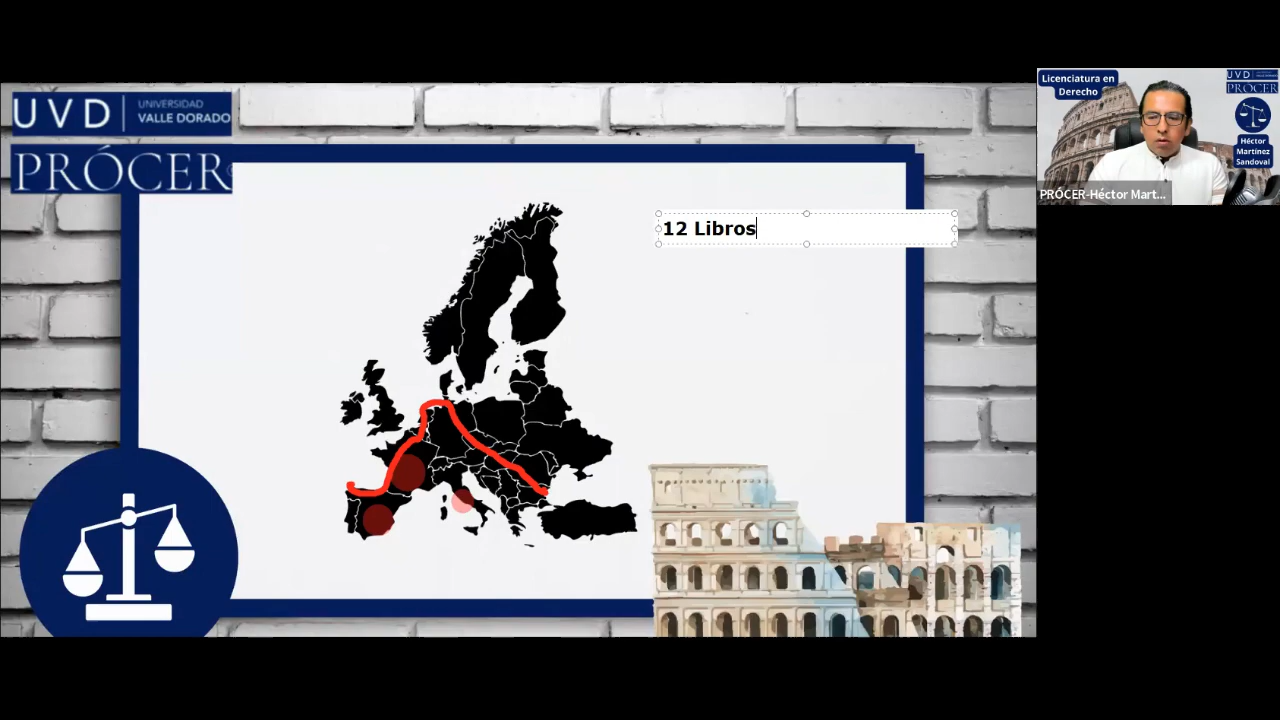 UVD
UNIVERSIDAD
VALLE DORADO
PRÓCER
12 Libros
Licenciatura en
Derecho
UVD
PRÓCER
Héctor
Martínez
Sandoval
PRÓCER-Héctor Mart...